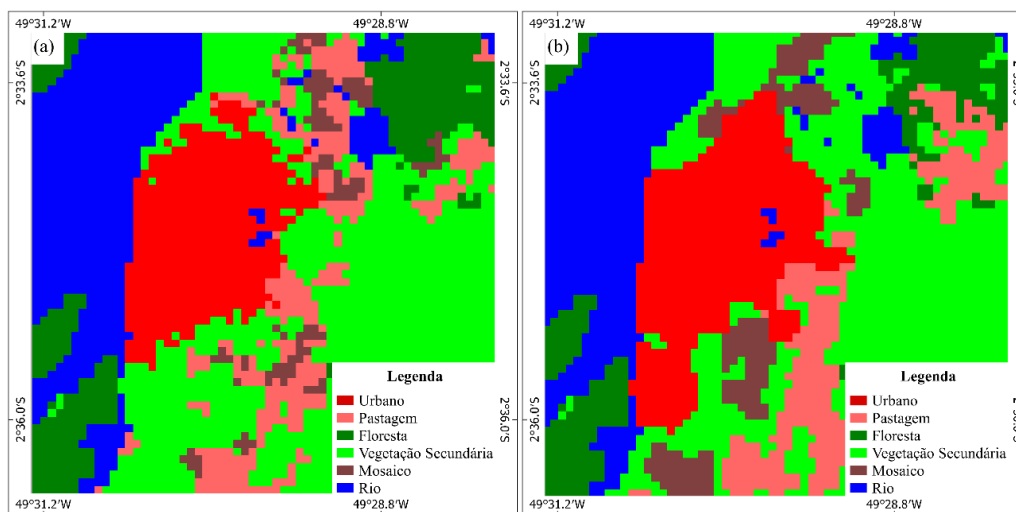 49°31.2'W
49°28.8'W
(a)
2°33.6'S
2°33.6'S
2°36.0'S
2°36.0'S
Legenda
Urbano
Pastagem
Floresta
Vegetação Secundária
Mosaico
Rio
49°31.2'W
49°28.8'W
49°31.2'W
49°28.8'W
(b)
2°33.6'S
2°36.0'S
Legenda
Urbano
Pastagem
Floresta
Vegetação Secundária
Mosaico
Rio
49°31.2'W
49°28.8'W